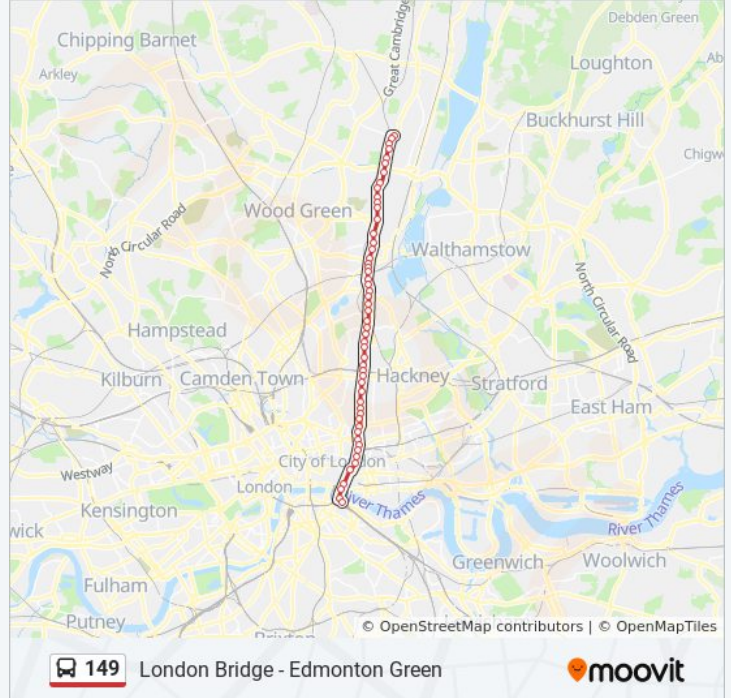 Debden Green
Chipping Barnet
Great Cambridge
Loughton
Ab
Arkley
Buckhurst Hill
Chigw
Wood Green
North Circular Road
Walthamstow
North Circular Road
Hampstead
Kilburn
Camden Town
Hackney
Stratford
East Ham
City of London
Westway
London
River Thames
Kensington
River Thames
wick
Greenwich
Woolwich
Fulham
Putney
Brixton
© OpenStreetMap contributors | © OpenMapTiles
149
London Bridge - Edmonton Green
moovit